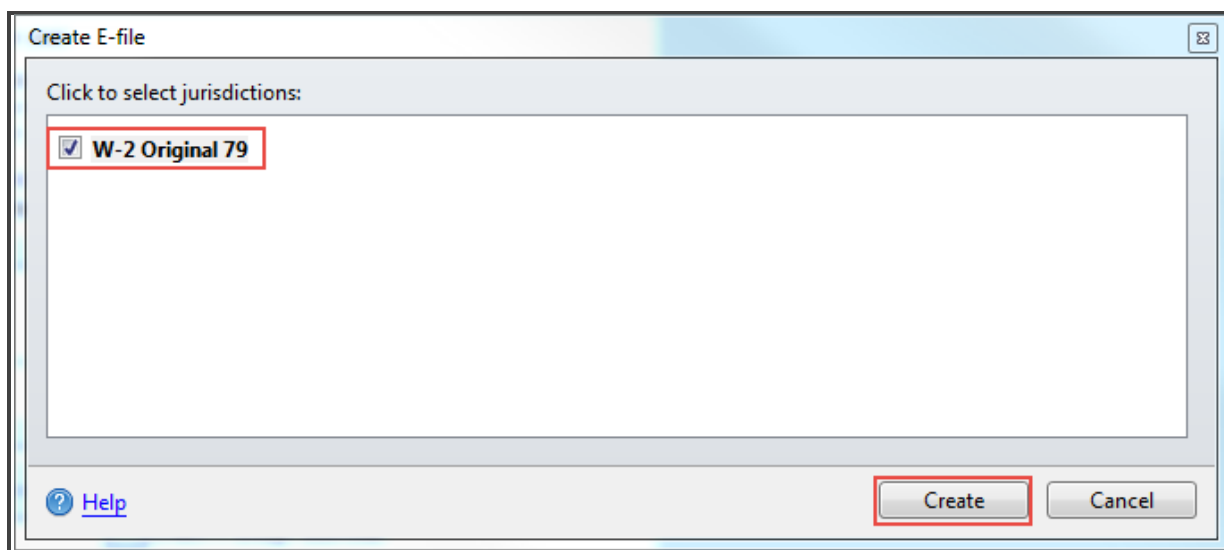 Create E-file
Click to select jurisdictions:
W-2 Original 79
Help
Create
Cancel